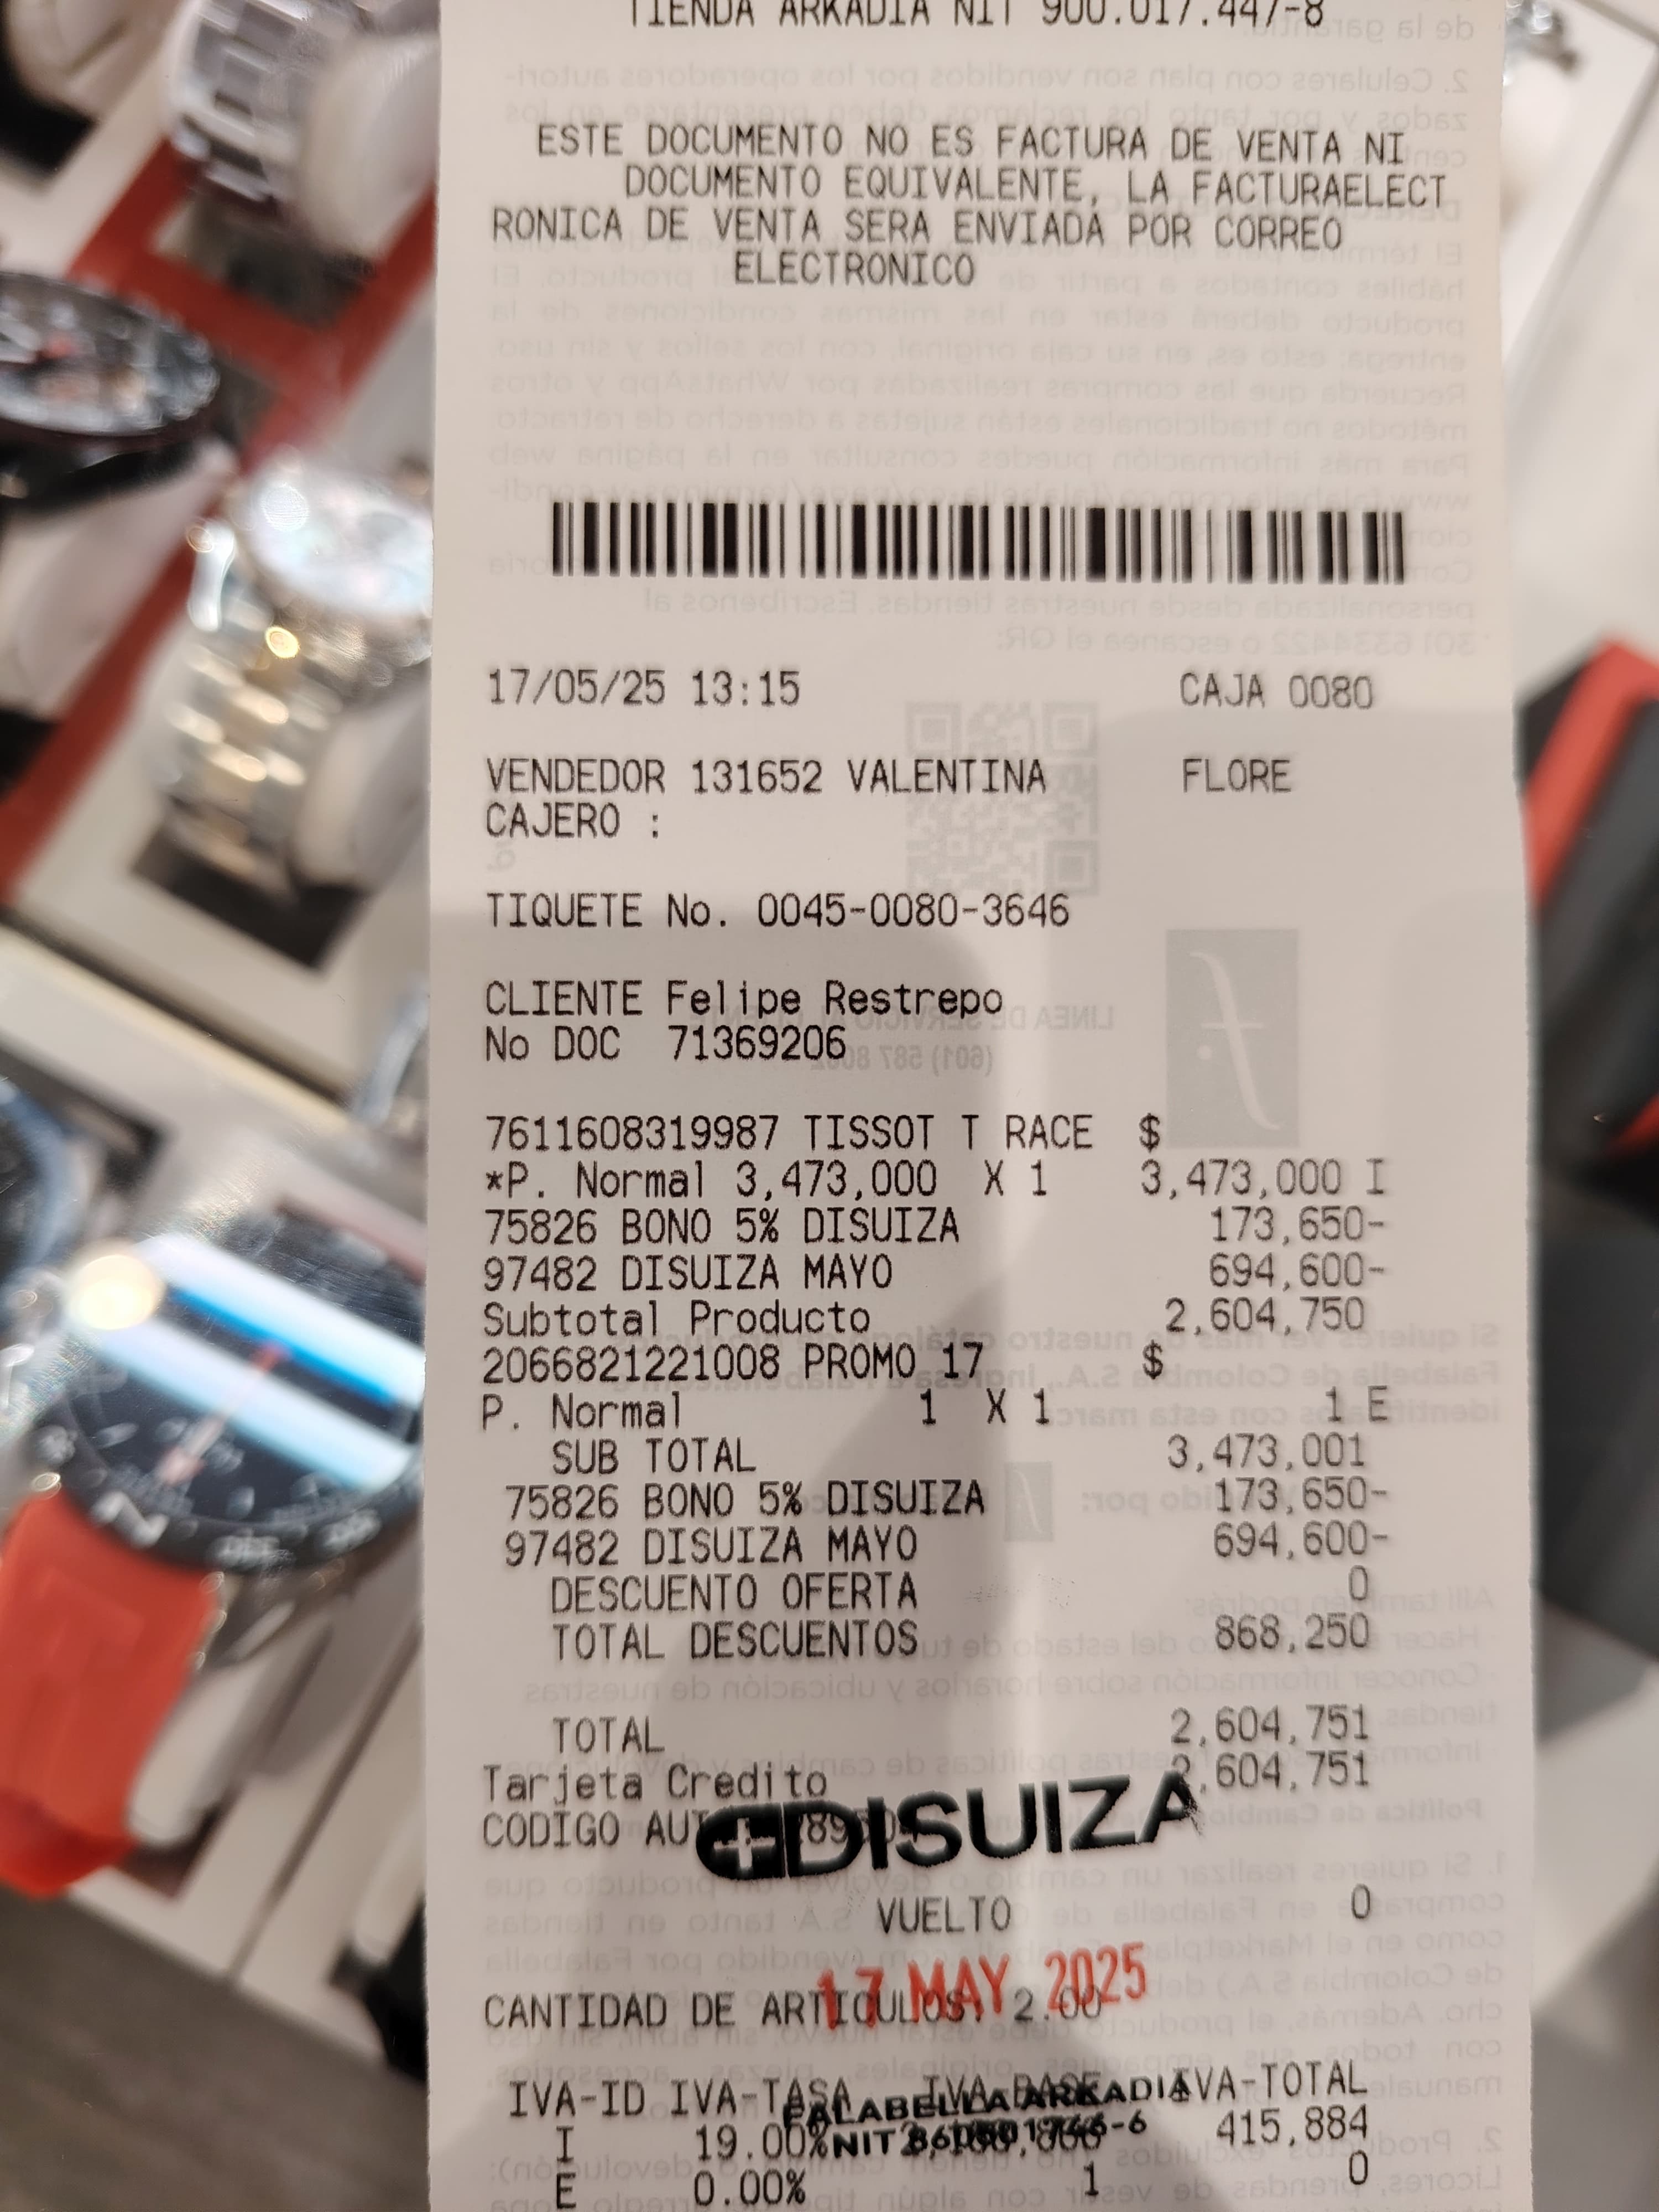 TIENDA ARKADIA NIT 900.017.447-8
ESTE DOCUMENTO NO ES FACTURA DE VENTA NI
DOCUMENTO EQUIVALENTE, LA FACTURAELECT
RONICA DE VENTA SERA ENVIADA POR CORREO
ELECTRONICO
17/05/25 13:15 CAJA 0080
VENDEDOR 131652 VALENTINA FLORE
CAJERO :
TIQUETE No. 0045-0080-3646
CLIENTE Felipe Restrepo
No DOC 71369206
7611608319987 TISSOT T RACE $
*P. Normal 3,473,000 X 1 3,473,000 I
75826 BONO 5% DISUIZA 173,650-
97482 DISUIZA MAYO 694,600-
Subtotal Producto 2,604,750
2066821221008 PROMO 17 $
P. Normal 1 X 1 1 E
SUB TOTAL 3,473,001
75826 BONO 5% DISUIZA 173,650-
97482 DISUIZA MAYO 694,600-
DESCUENTO OFERTA 0
TOTAL DESCUENTOS 868,250
TOTAL 2,604,751
Tarjeta Credito 2,604,751
CODIGO
DISUIZA
VUELTO 0
17 MAY 2025
CANTIDAD DE ARTICULOS: 2.00
IVA-ID IVA-TASA IVA-BASE IVA-TOTAL
FALABELLA ARKADIA
I 19.00% 415,884
NIT
E 0.00% 1 0